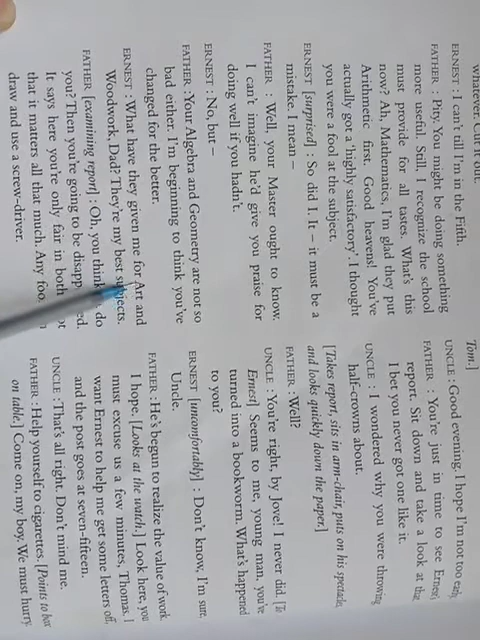 whatever. Cut it out.
ERNEST : I can't till I'm in the Fifth.
FATHER : Pity. You might be doing something
more useful. Still, I recognize the school
must provide for all tastes. What's this
now? Ah, Mathematics, I'm glad they put
Arithmetic first. Good heavens! You've
actually got a 'highly satisfactory'. I thought
you were a fool at the subject.
ERNEST [surprised] : So did I. It – it must be a
mistake. I mean –
FATHER : Well, your Master ought to know.
I can't imagine he'd give you praise for
doing well if you hadn't.
ERNEST : No, but –
FATHER : Your Algebra and Geometry are not so
bad either. I'm beginning to think you've
changed for the better.
ERNEST : What have they given me for Art and
Woodwork, Dad? They're my best subjects.
FATHER [examining report] : Oh, you think do
you? Then you're going to be
It says here you're only fair in both
that it matters all that much. Any
draw and use a screw-driver.
Tom.]
UNCLE : Good evening. I hope I'm not too early
FATHER : You're just in time to see Ernest's
report. Sit down and take a look at that
I bet you never got one like it.
UNCLE : I wondered why you were throwing
half-crowns about.
[Takes report, sits in arm-chair, puts on his spectacles
and looks quickly down the paper.]
FATHER : Well?
UNCLE : You're right, by Jove! I never did. [To
Ernest] Seems to me, young man, you've
turned into a bookworm. What's happened
to you?
ERNEST [uncomfortably] : Don't know, I'm sure,
Uncle.
FATHER : He's begun to realize the value of work
I hope. [Looks at the watch.] Look here, you
must excuse us a few minutes, Thomas. I
want Ernest to help me get some letters off
and the post goes at seven-fifteen.
UNCLE : That's all right. Don't mind me.
FATHER : Help yourself to cigarettes. [Points to box
on table.] Come on, my boy. We must hurry